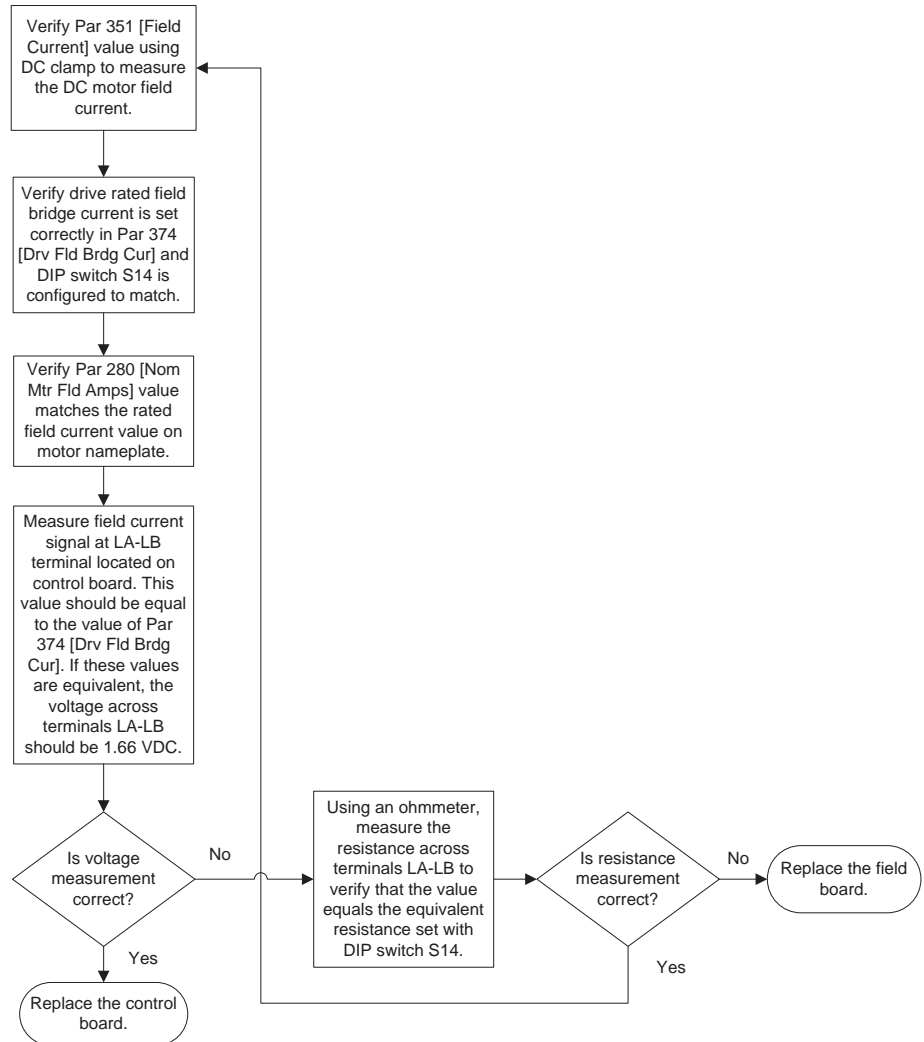 Verify Par 351 [Field
Current] value using
DC clamp to measure
the DC motor field
current.
Verify drive rated field
bridge current is set
correctly in Par 374
[Drv Fld Brdg Cur] and
DIP switch S14 is
configured to match.
Verify Par 280 [Nom
Mtr Fld Amps] value
matches the rated
field current value on
motor nameplate.
Measure field current
signal at LA-LB
terminal located on
control board. This
value should be equal
to the value of Par
374 [Drv Fld Brdg
Cur]. If these values
are equivalent, the
voltage across
terminals LA-LB
should be 1.66 VDC.
Is voltage
measurement
correct?
No
Yes
Replace the control
board.
Using an ohmmeter,
measure the
resistance across
terminals LA-LB to
verify that the value
equals the equivalent
resistance set with
DIP switch S14.
Is resistance
measurement
correct?
No
Yes
Replace the field
board.